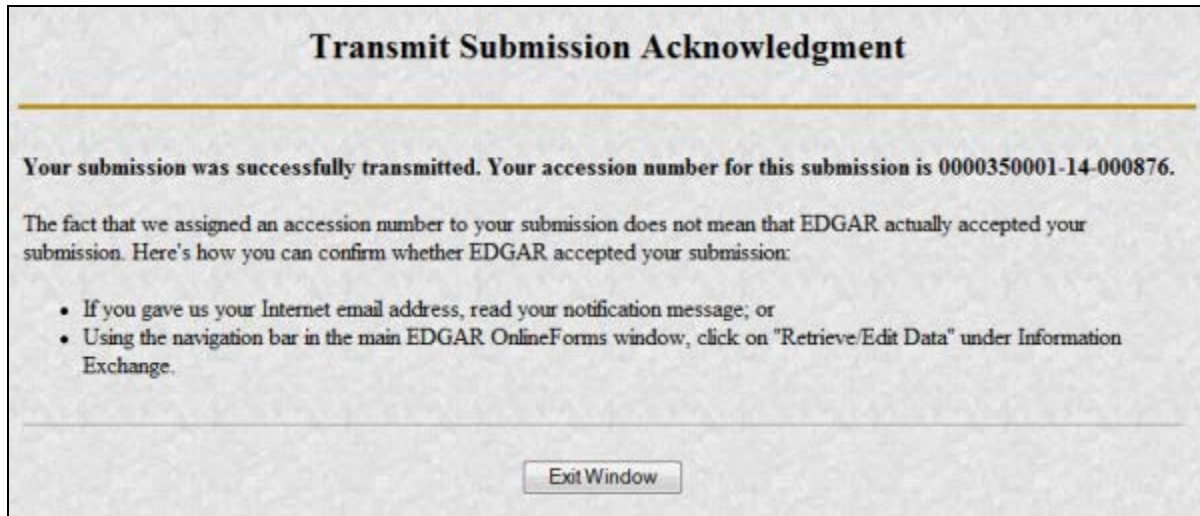 Transmit Submission Acknowledgment
Your submission was successfully transmitted. Your accession number for this submission is 0000350001-14-000876.
The fact that we assigned an accession number to your submission does not mean that EDGAR actually accepted your
submission. Here's how you can confirm whether EDGAR accepted your submission:
• If you gave us your Internet email address, read your notification message; or
• Using the navigation bar in the main EDGAR OnlineForms window, click on "Retrieve/Edit Data" under Information
Exchange.
Exit Window